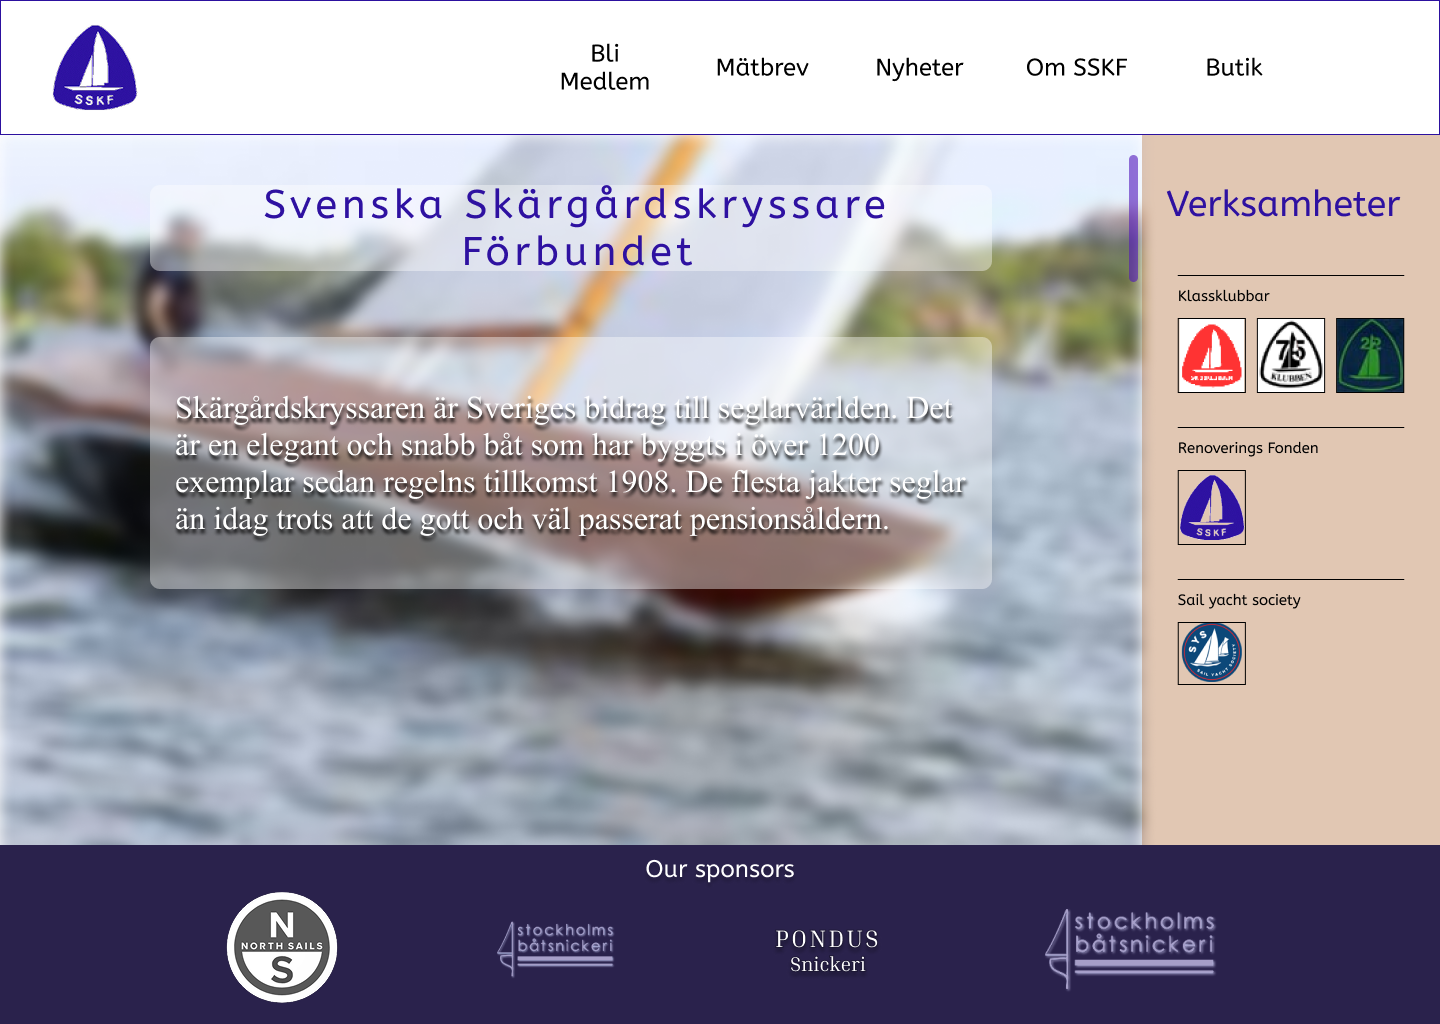 SSKF
Bli
Medlem
Mätbrev
Nyheter
Om SSKF
Butik
Svenska Skärgårdskryssare
Förbundet
Skärgårdskryssaren är Sveriges bidrag till seglarvärlden. Det
är en elegant och snabb båt som har byggts i över 1200
exemplar sedan regelns tillkomst 1908. De flesta jakter seglar
än idag trots att de gott och väl passerat pensionsåldern.
Verksamheter
Klassklubbar
75
KLUBBEN
22
Renoverings Fonden
SSKF
Sail yacht society
SYS
SAIL YACHT SOCIETY
Our sponsors
N
NORTH SAILS
S
stockholms
båtsnickeri
PONDUS
Snickeri
stockholms
båtsnickeri